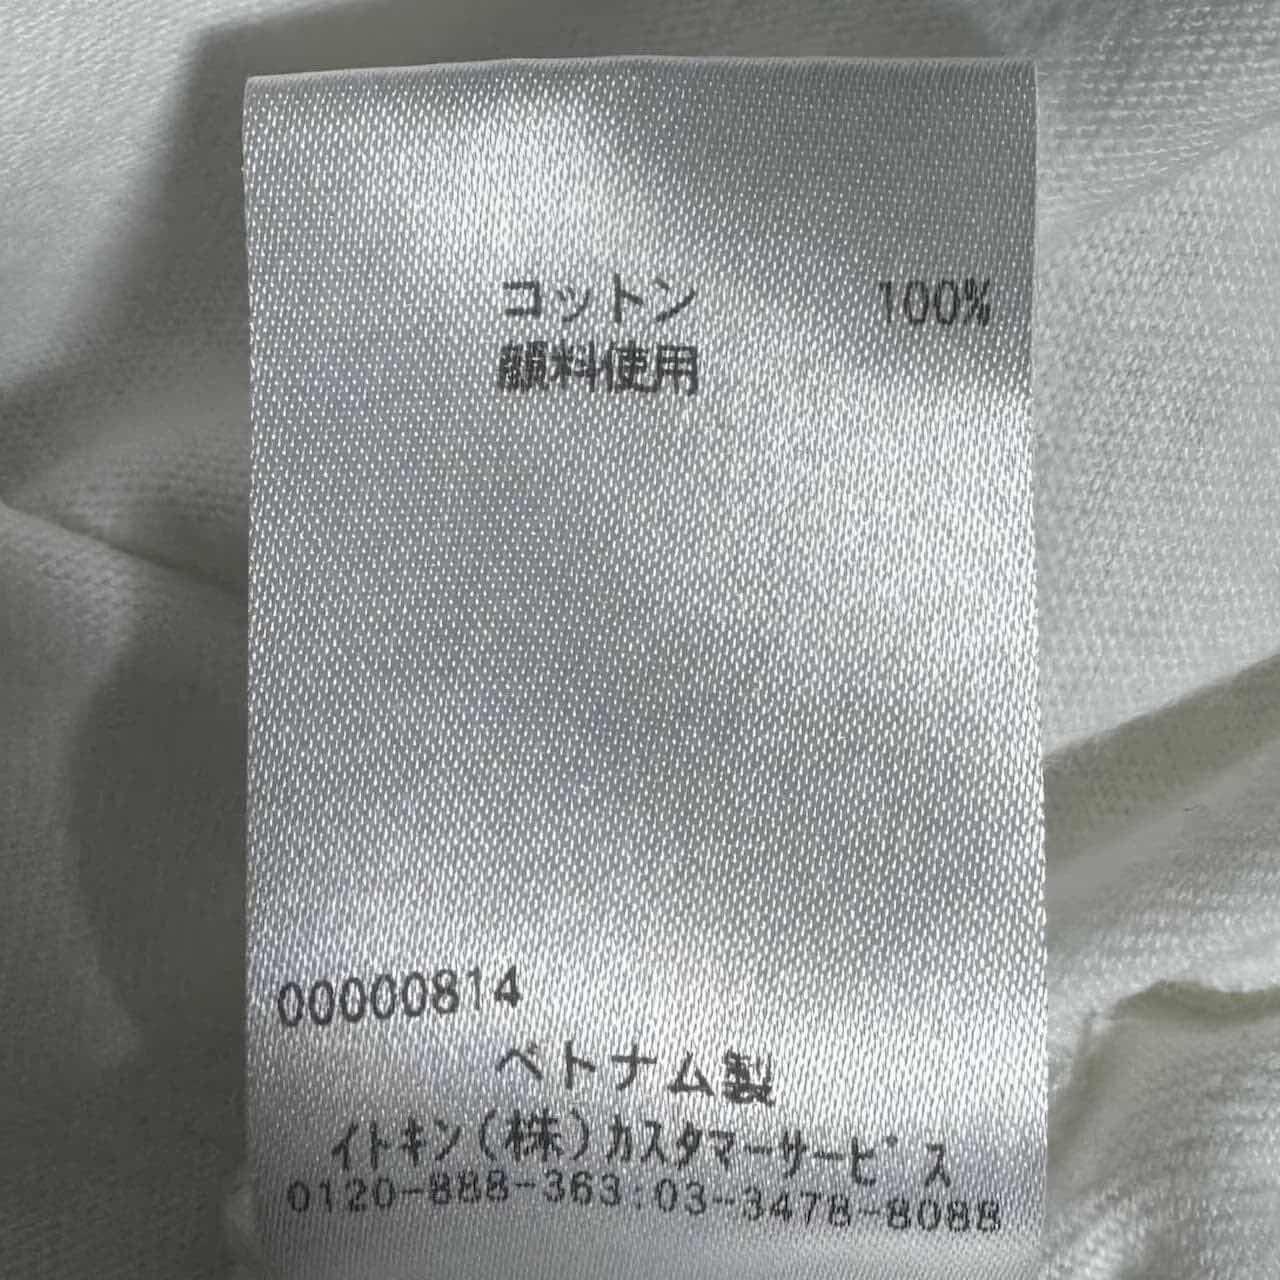 コットン 100%
顔料使用
00000814
ベトナム製
イトキン(株)カスタマーサービス
0120-888-363:03-3478-8088